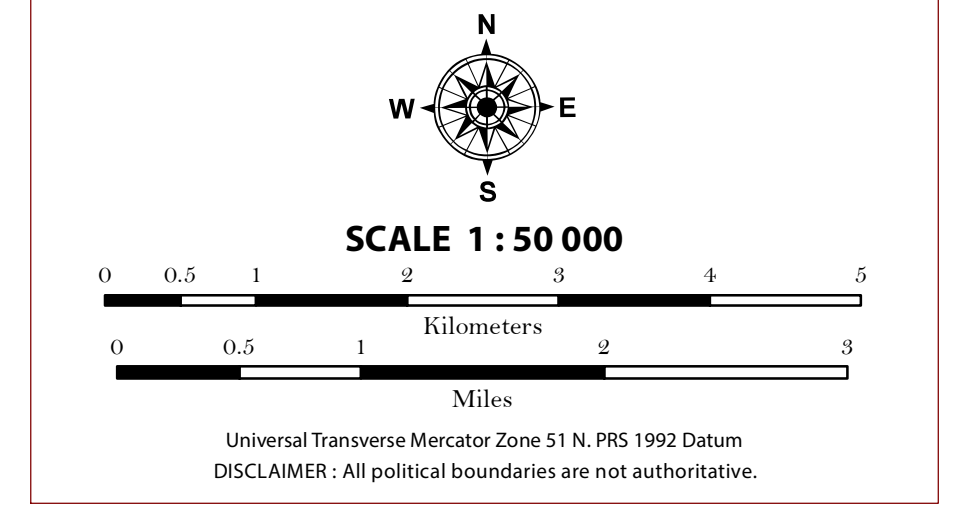 N
W E
S
SCALE 1 : 50 000
0 0.5 1 2 3 4 5
Kilometers
0 0.5 1 2 3
Miles
Universal Transverse Mercator Zone 51 N. PRS 1992 Datum
DISCLAIMER : All political boundaries are not authoritative.